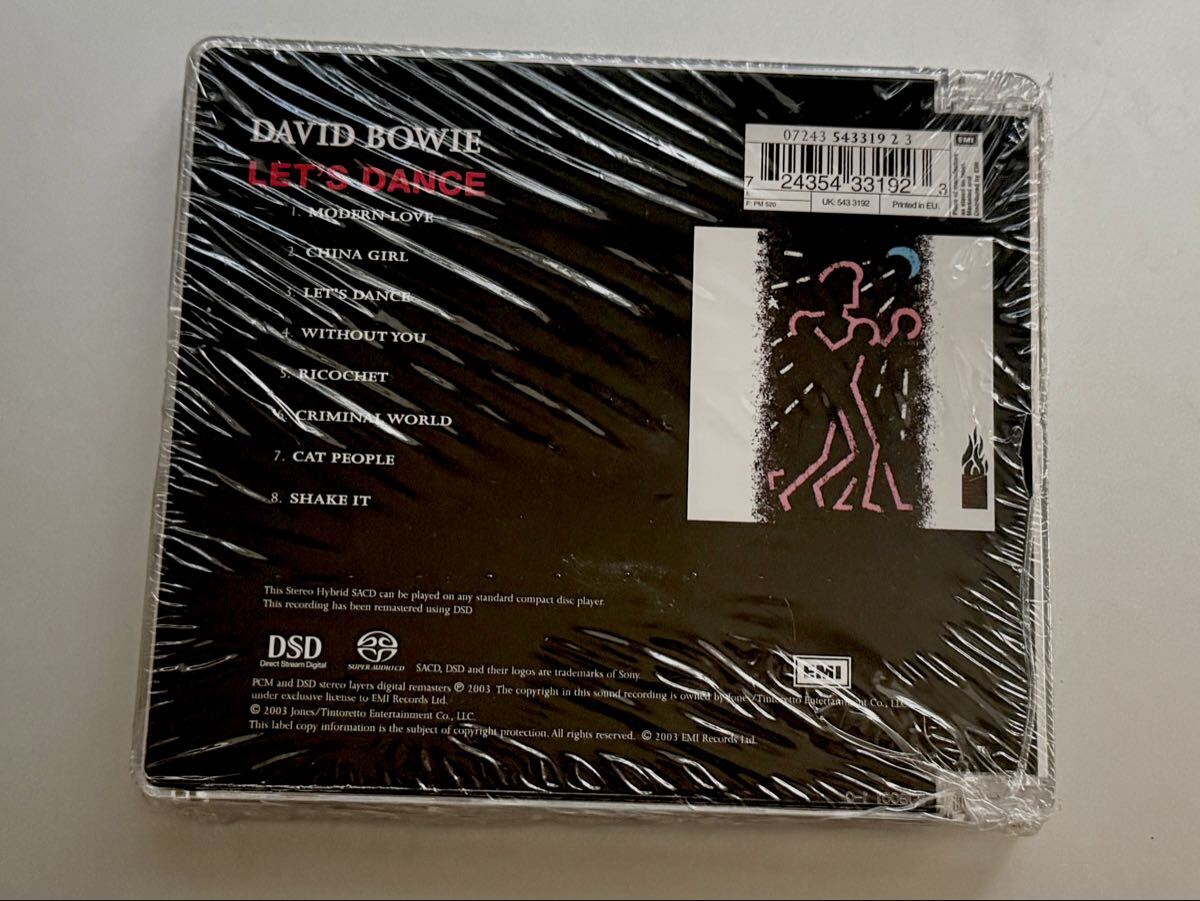 DAVID BOWIE
LET'S DANCE
1. MODERN LOVE
2. CHINA GIRL
3. LET'S DANCE
4. WITHOUT YOU
5. RICOCHET
6. CRIMINAL WORLD
7. CAT PEOPLE
8. SHAKE IT
07243 543319 2 3
EMI
7 24354 33192 3
F: PM 520
UK: 543 3192
Printed in EU.
This Stereo Hybrid SACD can be played on any standard compact disc player.
This recording has been remastered using DSD
DSD
Direct Stream Digital
SUPER AUDIO CD
SACD, DSD and their logos are trademarks of Sony.
EMI
PCM and DSD stereo layers digital remasters ℗ 2003 The copyright in this sound recording is owned by Jones/Tintoretto Entertainment Co., LLC
under exclusive license to EMI Records Ltd.
© 2003 Jones/Tintoretto Entertainment Co., LLC.
This label copy information is the subject of copyright protection. All rights reserved. © 2003 EMI Records Ltd.